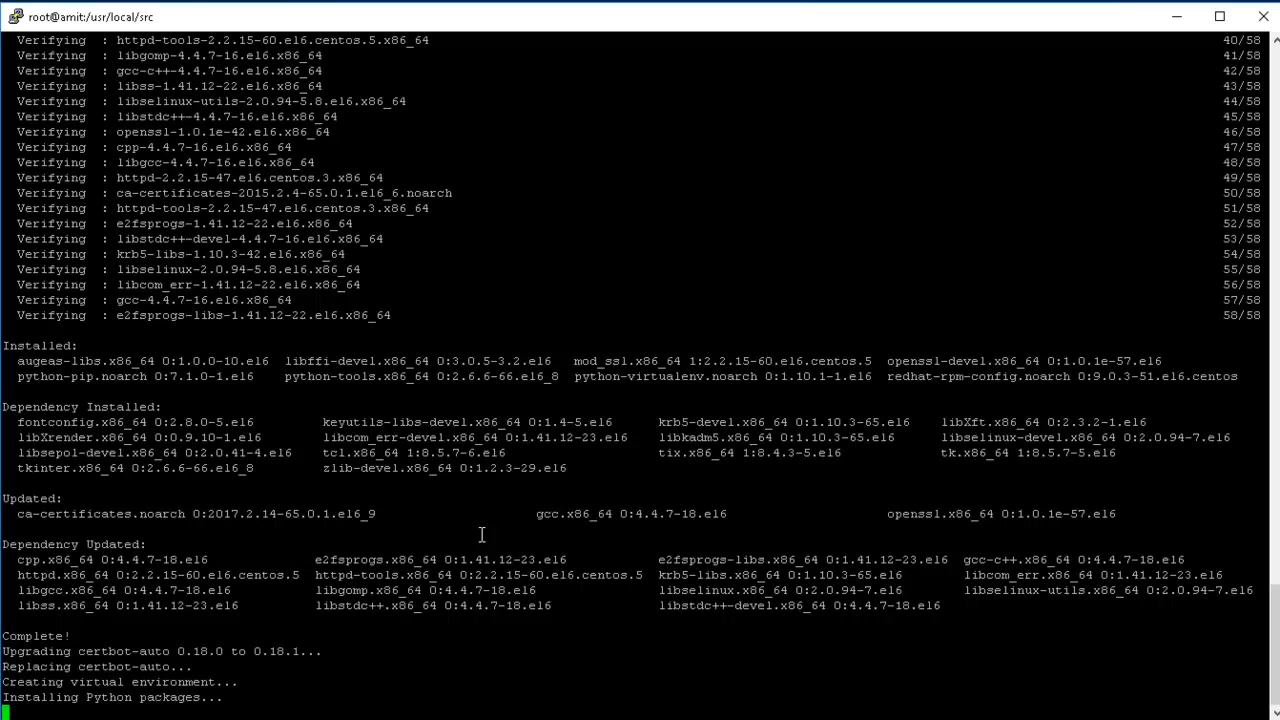 root@amit:/usr/local/src
Verifying : httpd-tools-2.2.15-60.el6.centos.5.x86_64 40/58
Verifying : libgomp-4.4.7-16.el6.x86_64 41/58
Verifying : gcc-c++-4.4.7-16.el6.x86_64 42/58
Verifying : libss-1.41.12-22.el6.x86_64 43/58
Verifying : libselinux-utils-2.0.94-5.8.el6.x86_64 44/58
Verifying : libstdc++-4.4.7-16.el6.x86_64 45/58
Verifying : openssl-1.0.1e-42.el6.x86_64 46/58
Verifying : cpp-4.4.7-16.el6.x86_64 47/58
Verifying : libgcc-4.4.7-16.el6.x86_64 48/58
Verifying : httpd-2.2.15-47.el6.centos.3.x86_64 49/58
Verifying : ca-certificates-2015.2.4-65.0.1.el6_6.noarch 50/58
Verifying : httpd-tools-2.2.15-47.el6.centos.3.x86_64 51/58
Verifying : e2fsprogs-1.41.12-22.el6.x86_64 52/58
Verifying : libstdc++-devel-4.4.7-16.el6.x86_64 53/58
Verifying : krb5-libs-1.10.3-42.el6.x86_64 54/58
Verifying : libselinux-2.0.94-5.8.el6.x86_64 55/58
Verifying : libcom_err-1.41.12-22.el6.x86_64 56/58
Verifying : gcc-4.4.7-16.el6.x86_64 57/58
Verifying : e2fsprogs-libs-1.41.12-22.el6.x86_64 58/58
Installed:
augeas-libs.x86_64 0:1.0.0-10.el6 libffi-devel.x86_64 0:3.0.5-3.2.el6 mod_ssl.x86_64 1:2.2.15-60.el6.centos.5 openssl-devel.x86_64 0:1.0.1e-57.el6
python-pip.noarch 0:7.1.0-1.el6 python-tools.x86_64 0:2.6.6-66.el6_8 python-virtualenv.noarch 0:1.10.1-1.el6 redhat-rpm-config.noarch 0:9.0.3-51.el6.centos
Dependency Installed:
fontconfig.x86_64 0:2.8.0-5.el6 keyutils-libs-devel.x86_64 0:1.4-5.el6 krb5-devel.x86_64 0:1.10.3-65.el6 libXft.x86_64 0:2.3.2-1.el6
libXrender.x86_64 0:0.9.10-1.el6 libcom_err-devel.x86_64 0:1.41.12-23.el6 libkadm5.x86_64 0:1.10.3-65.el6 libselinux-devel.x86_64 0:2.0.94-7.el6
libsepol-devel.x86_64 0:2.0.41-4.el6 tcl.x86_64 1:8.5.7-6.el6 tix.x86_64 1:8.4.3-5.el6 tk.x86_64 1:8.5.7-5.el6
tkinter.x86_64 0:2.6.6-66.el6_8 zlib-devel.x86_64 0:1.2.3-29.el6
Updated:
ca-certificates.noarch 0:2017.2.14-65.0.1.el6_9 gcc.x86_64 0:4.4.7-18.el6 openssl.x86_64 0:1.0.1e-57.el6
Dependency Updated:
cpp.x86_64 0:4.4.7-18.el6 e2fsprogs.x86_64 0:1.41.12-23.el6 e2fsprogs-libs.x86_64 0:1.41.12-23.el6 gcc-c++.x86_64 0:4.4.7-18.el6
httpd.x86_64 0:2.2.15-60.el6.centos.5 httpd-tools.x86_64 0:2.2.15-60.el6.centos.5 krb5-libs.x86_64 0:1.10.3-65.el6 libcom_err.x86_64 0:1.41.12-23.el6
libgcc.x86_64 0:4.4.7-18.el6 libgomp.x86_64 0:4.4.7-18.el6 libselinux.x86_64 0:2.0.94-7.el6 libselinux-utils.x86_64 0:2.0.94-7.el6
libss.x86_64 0:1.41.12-23.el6 libstdc++.x86_64 0:4.4.7-18.el6 libstdc++-devel.x86_64 0:4.4.7-18.el6
Complete!
Upgrading certbot-auto 0.18.0 to 0.18.1...
Replacing certbot-auto...
Creating virtual environment...
Installing Python packages...